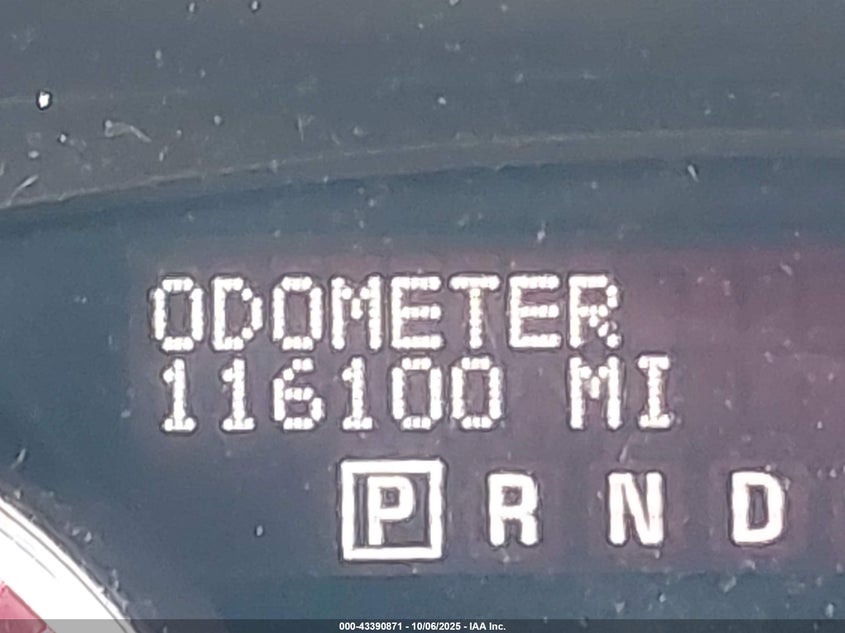 ODOMETER
116100 MI
P R N D
000-43390871 - 10/06/2025 - IAA Inc.